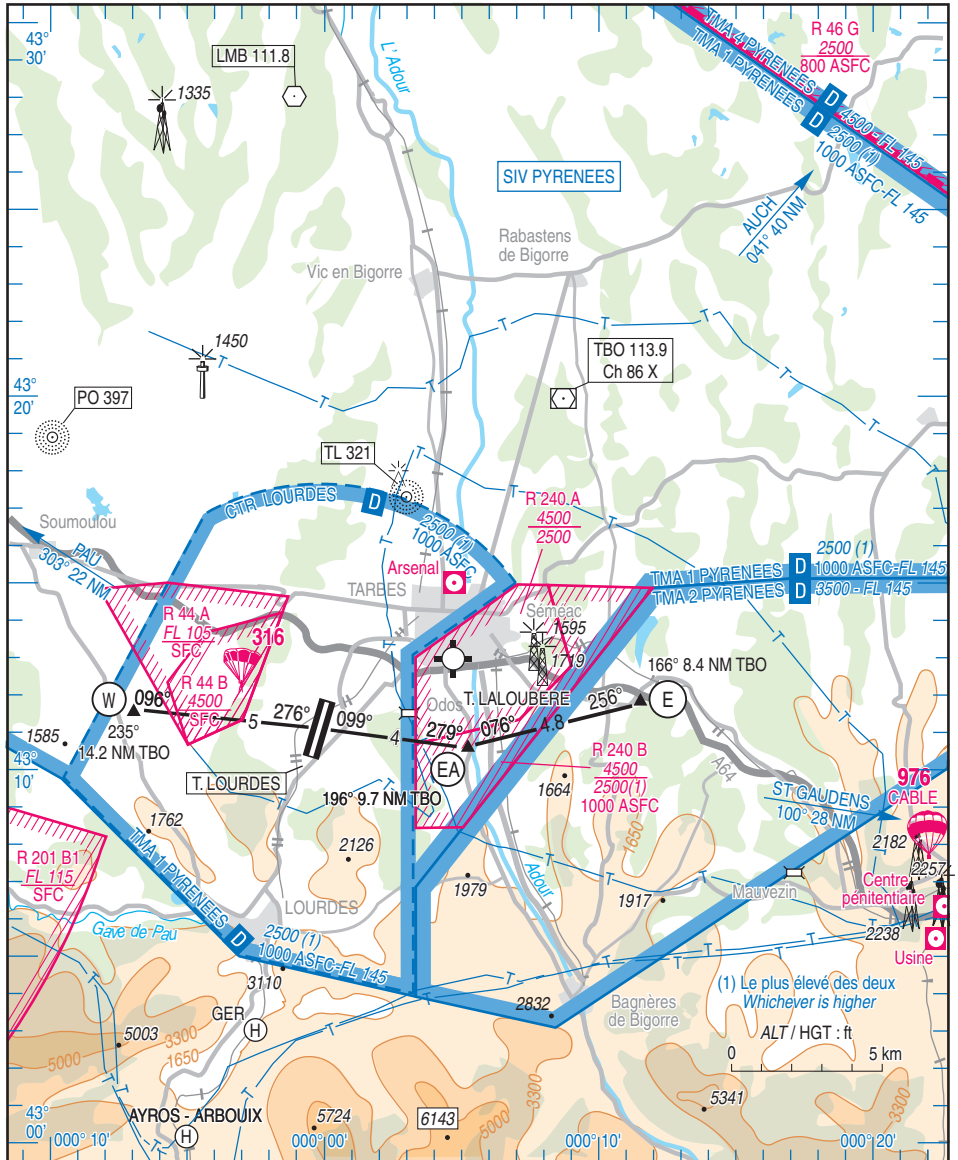 43°
30'
LMB 111.8
1335
L'Adour
TMA 4 PYRENEES
TMA 1 PYRENEES
R 46 G
2500
800 ASFC
D
D
4500 - FL 145
2500 (1)
1000 ASFC-FL 145
SIV PYRENEES
AUCH
041° 40 NM
Rabastens
de Bigorre
Vic en Bigorre
T
T
T
T
T
T
1450
TBO 113.9
Ch 86 X
43°
20'
PO 397
TL 321
CTR LOURDES
D
2500 (1)
1000 ASFC
R 240 A
4500
2500
Soumoulou
PAU
303° 22 NM
Arsenal
TARBES
Séméac
TMA 1 PYRENEES
TMA 2 PYRENEES
D
D
2500 (1)
1000 ASFC-FL 145
3500 - FL 145
R 44 A
FL 105
SFC
316
R 44 B
4500
SFC
1595
1719
166° 8.4 NM TBO
T. LALOUBERE
W
096°
5
276°
099°
4
279°
076°
4.8
256°
E
Odos
235°
14.2 NM TBO
1585
43°
10'
T. LOURDES
EA
196° 9.7 NM TBO
R 240 B
4500
2500(1)
1000 ASFC
1664
1650
A64
976
CABLE
ST GAUDENS
100° 28 NM
1762
2126
2182
2257
R 201 B1
FL 115
SFC
TMA 1 PYRENEES
1979
Adour
1917
Mauvezin
Centre
pénitentiaire
LOURDES
Gave de Pau
D
2500 (1)
1000 ASFC-FL 145
2238
Usine
3110
2832
Bagnères
de Bigorre
(1) Le plus élevé des deux
Whichever is higher
GER
H
5003
3300
1650
5000
ALT / HGT : ft
0
5 km
AYROS - ARBOUIX
H
5724
6143
5000
3300
5341
3300
43°
00'
000° 10'
000° 00'
000° 10'
000° 20'